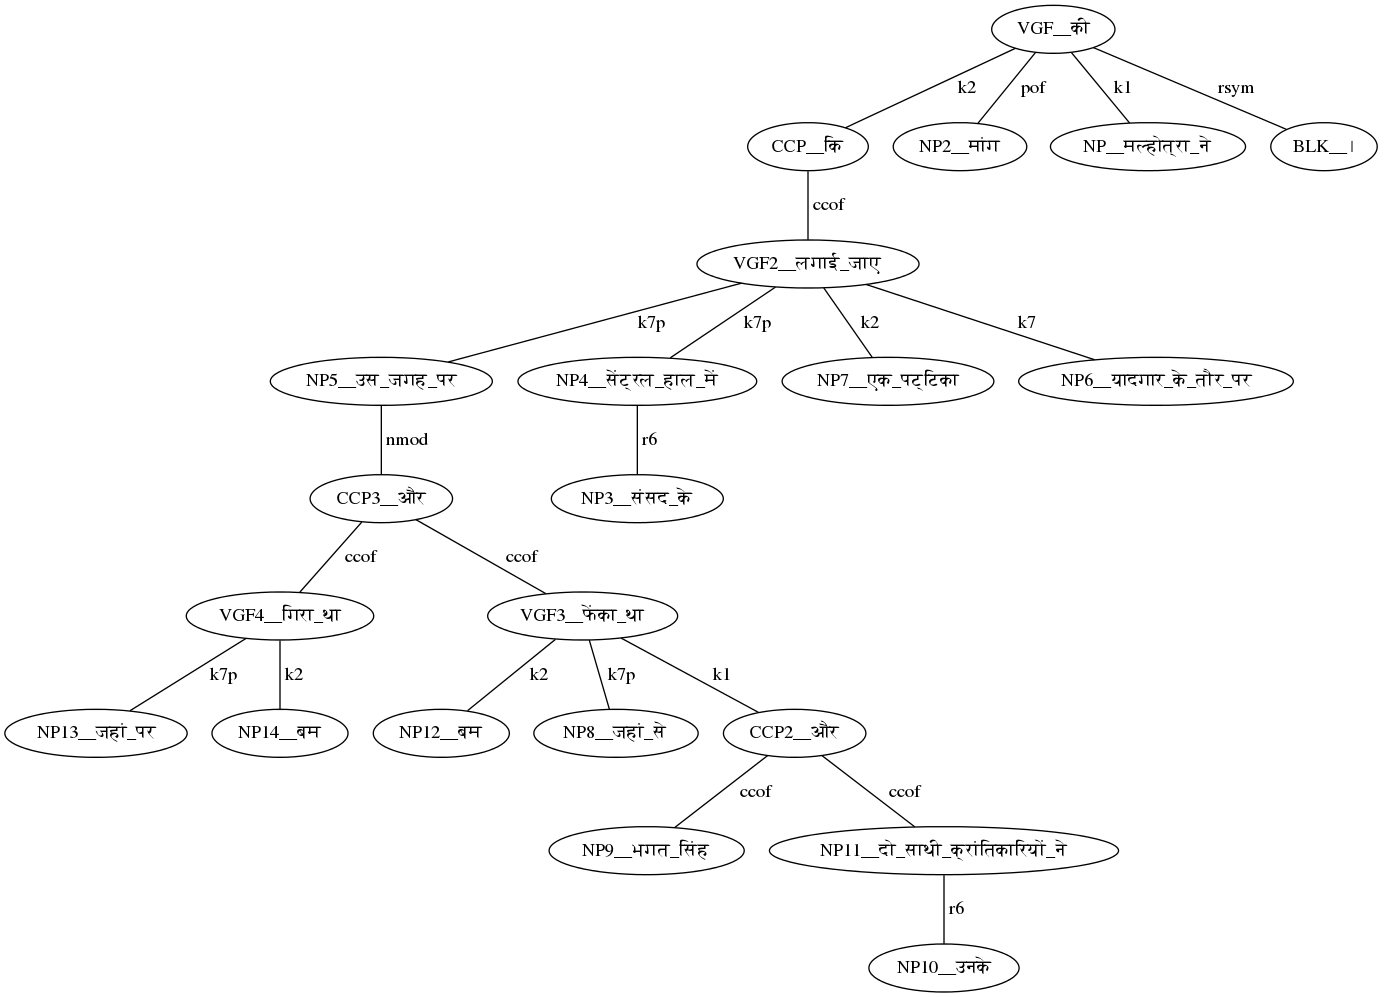 VGF__की
k2 pof k1 rsym
CCP__कि NP2__मांग NP__मल्होत्रा_ने BLK__।
ccof
VGF2__लगाई_जाए
k7p k7p k2 k7
NP5__उस_जगह_पर NP4__सेंट्रल_हाल_में NP7__एक_पट्टिका NP6__यादगार_के_तौर_पर
nmod r6
CCP3__और NP3__संसद_के
ccof ccof
VGF4__गिरा_था VGF3__फेंका_था
k7p k2 k2 k7p k1
NP13__जहां_पर NP14__बम NP12__बम NP8__जहां_से CCP2__और
ccof ccof
NP9__भगत_सिंह NP11__दो_साथी_क्रांतिकारियों_ने
r6
NP10__उनके